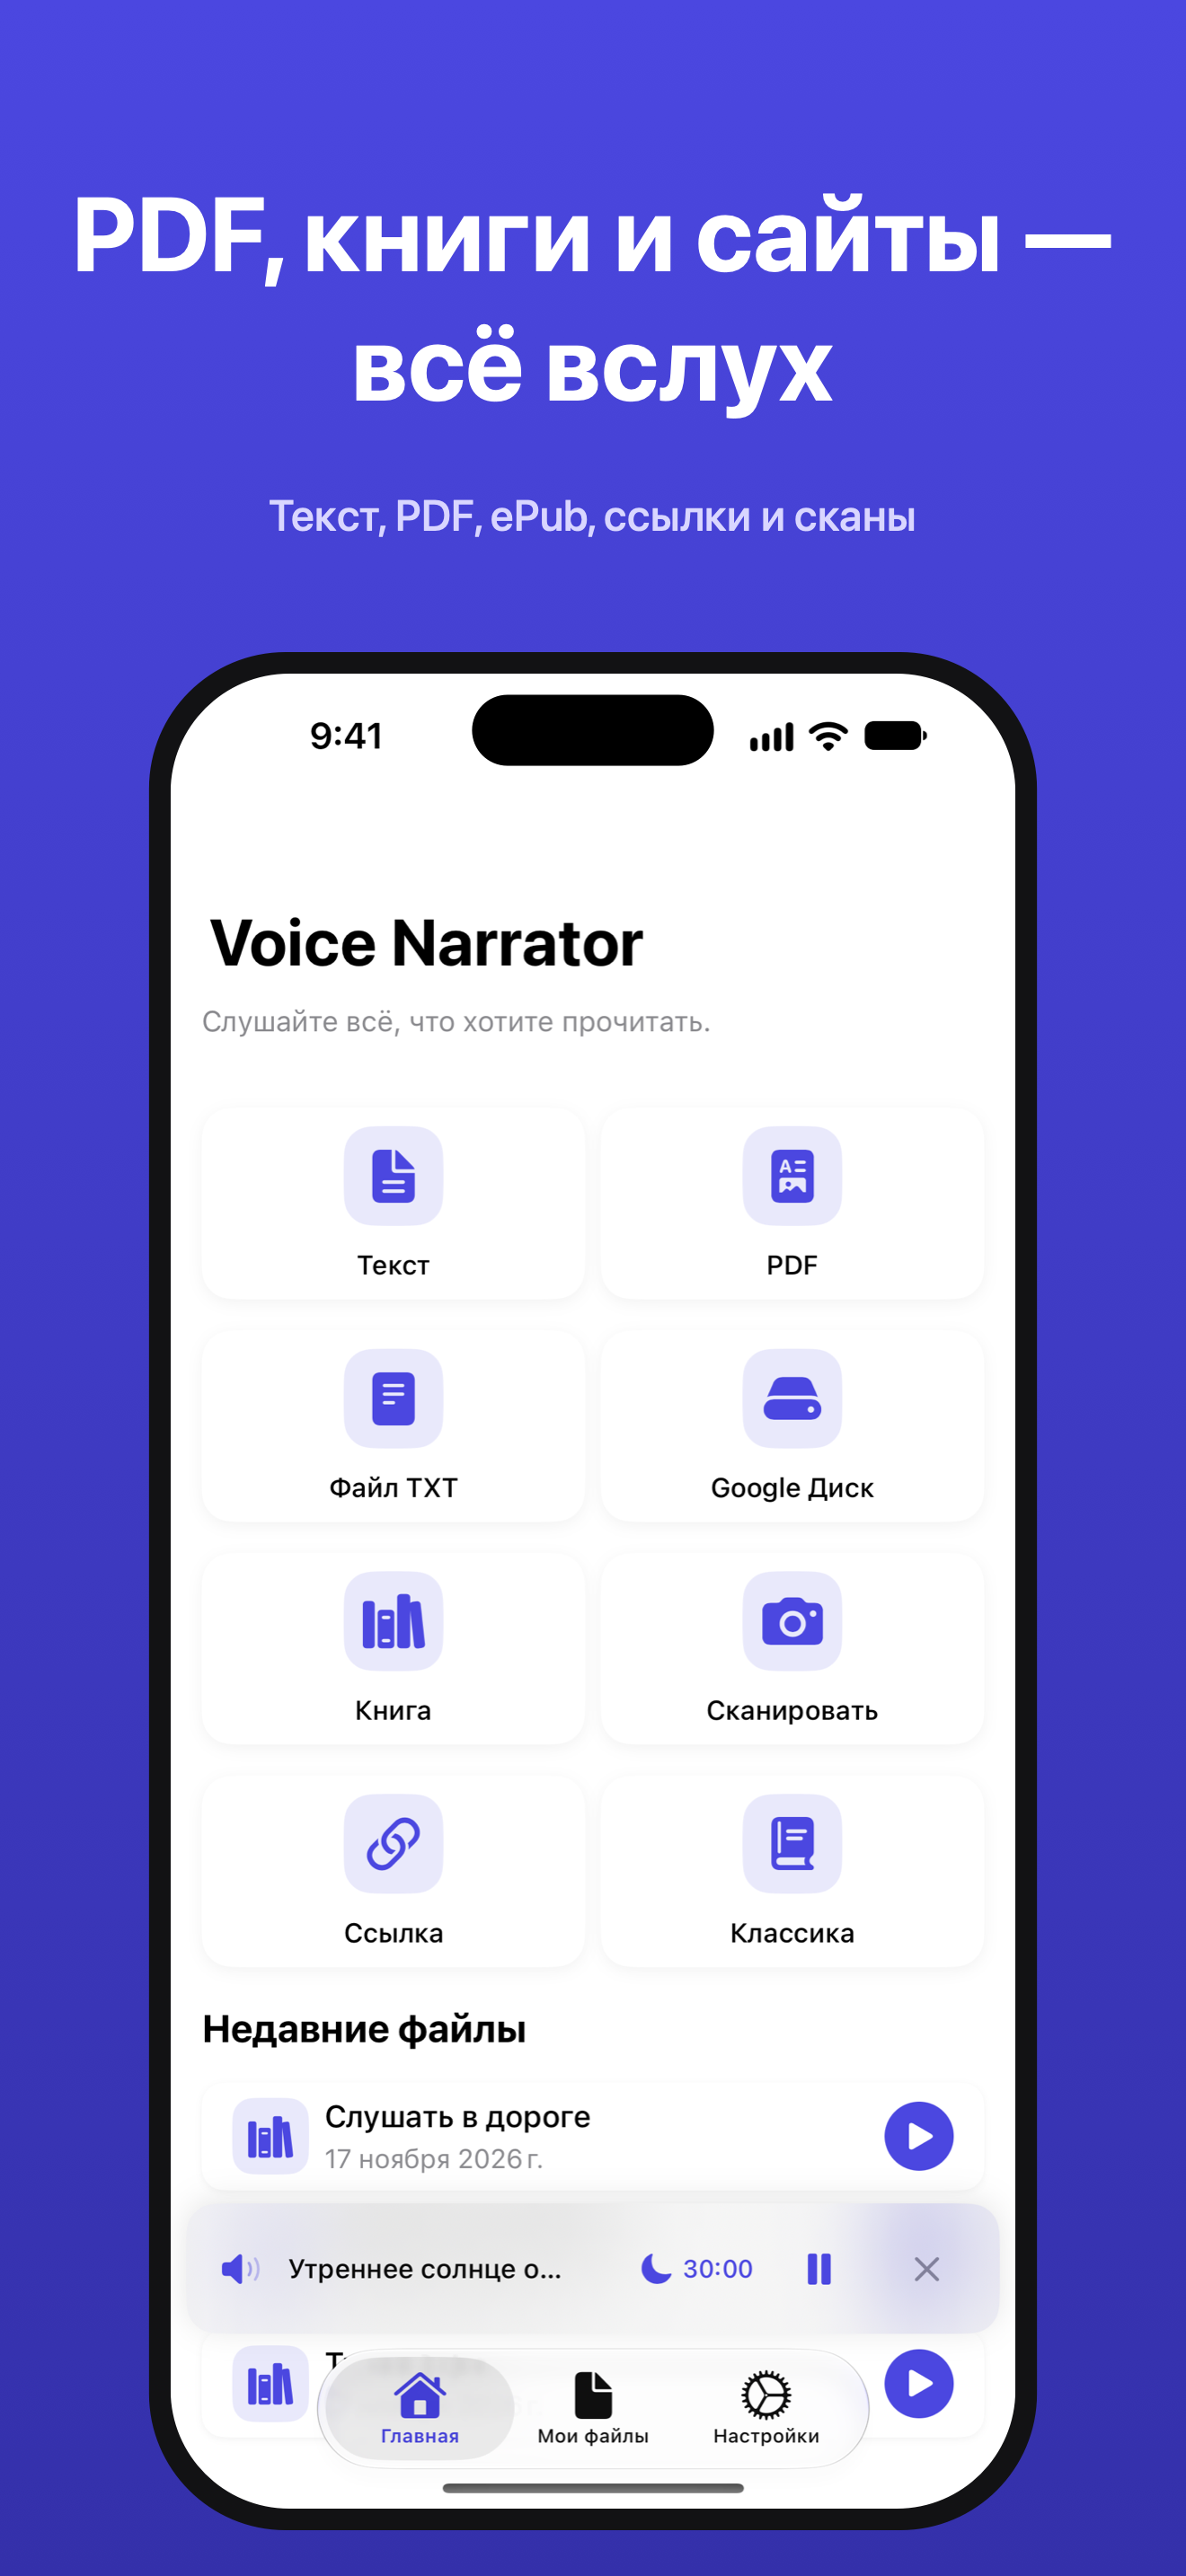 PDF, книги и сайты —
всё вслух
Текст, PDF, ePub, ссылки и сканы
9:41
Voice Narrator
Слушайте всё, что хотите прочитать.
Текст
PDF
Файл TXT
Google Диск
Книга
Сканировать
Ссылка
Классика
Недавние файлы
Слушать в дороге
17 ноября 2026 г.
Утреннее солнце о...
30:00
Главная
Мои файлы
Настройки